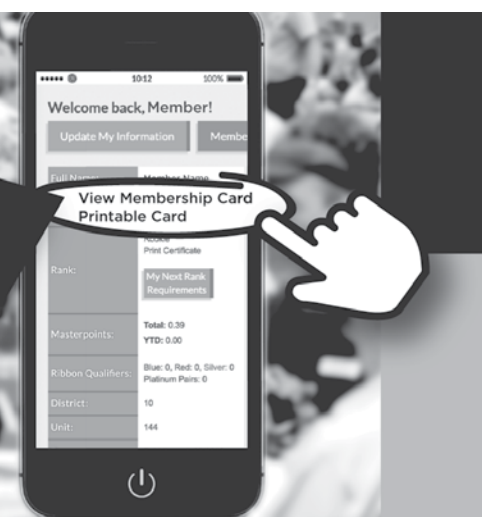 10:12 100%
Welcome back, Member!
Update My Information Membe
Full Name: Member Name
View Membership Card
Printable Card
Print Certificate
Rank:
My Next Rank
Requirements
Masterpoints:
Total: 0.39
YTD: 0.00
Ribbon Qualifiers:
Blue: 0, Red: 0, Silver: 0
Platinum Pairs: 0
District: 10
Unit: 144